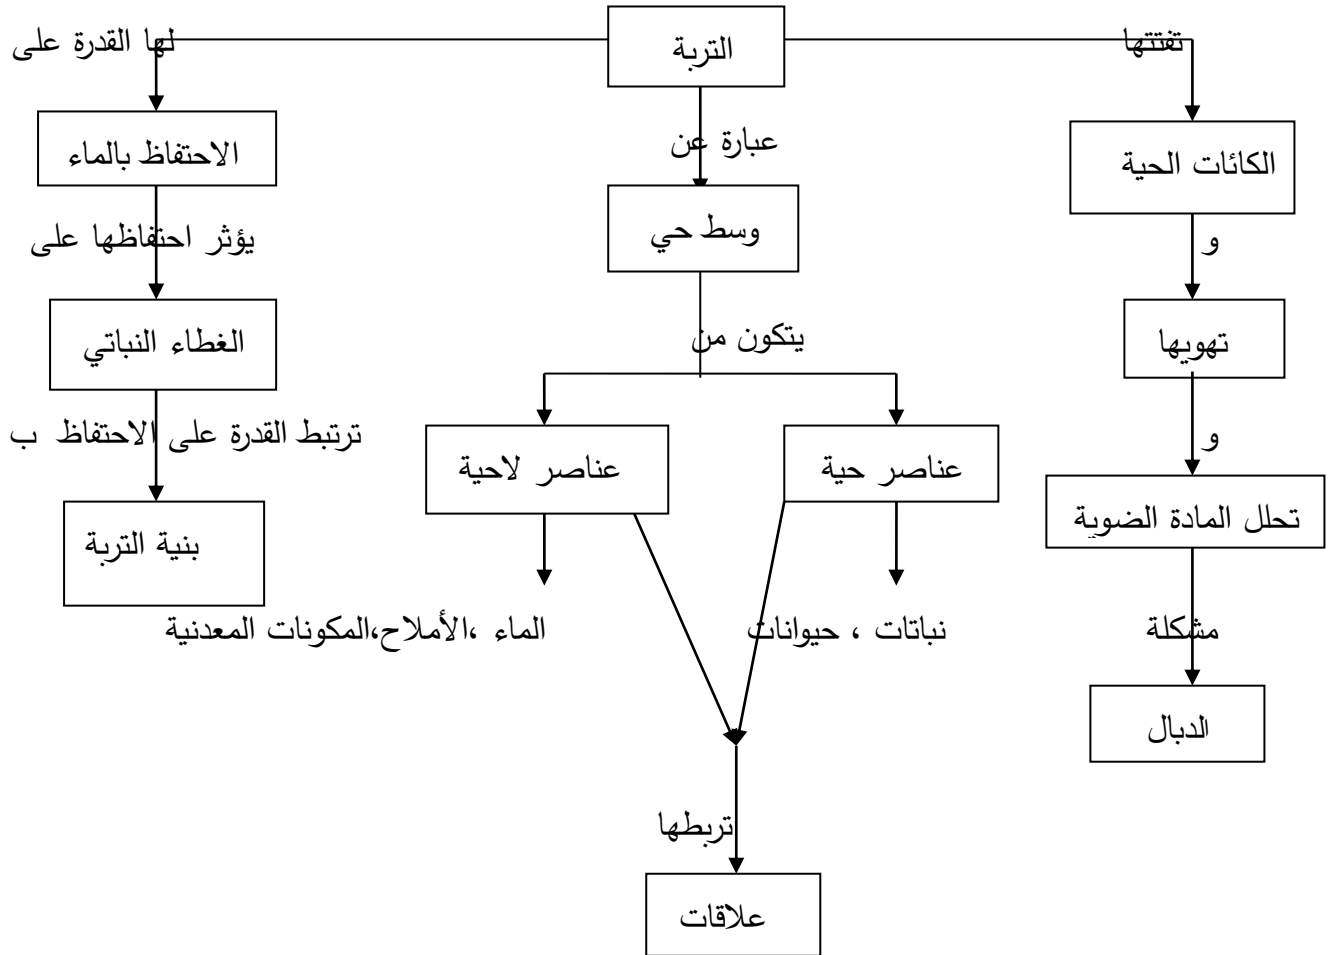 التربة
تفتتها
لها القدرة على
عبارة عن
الكائات الحية
الاحتفاظ بالماء
وسط حي
و
يؤثر احتفاظها على
تهويها
الغطاء النباتي
يتكون من
و
ترتبط القدرة على الاحتفاظ ب
عناصر حية
عناصر لاحية
تحلل المادة الضوية
بنية التربة
مشكلة
نباتات ، حيوانات
الماء ،الأملاح،المكونات المعدنية
الدبال
تربطها
علاقات